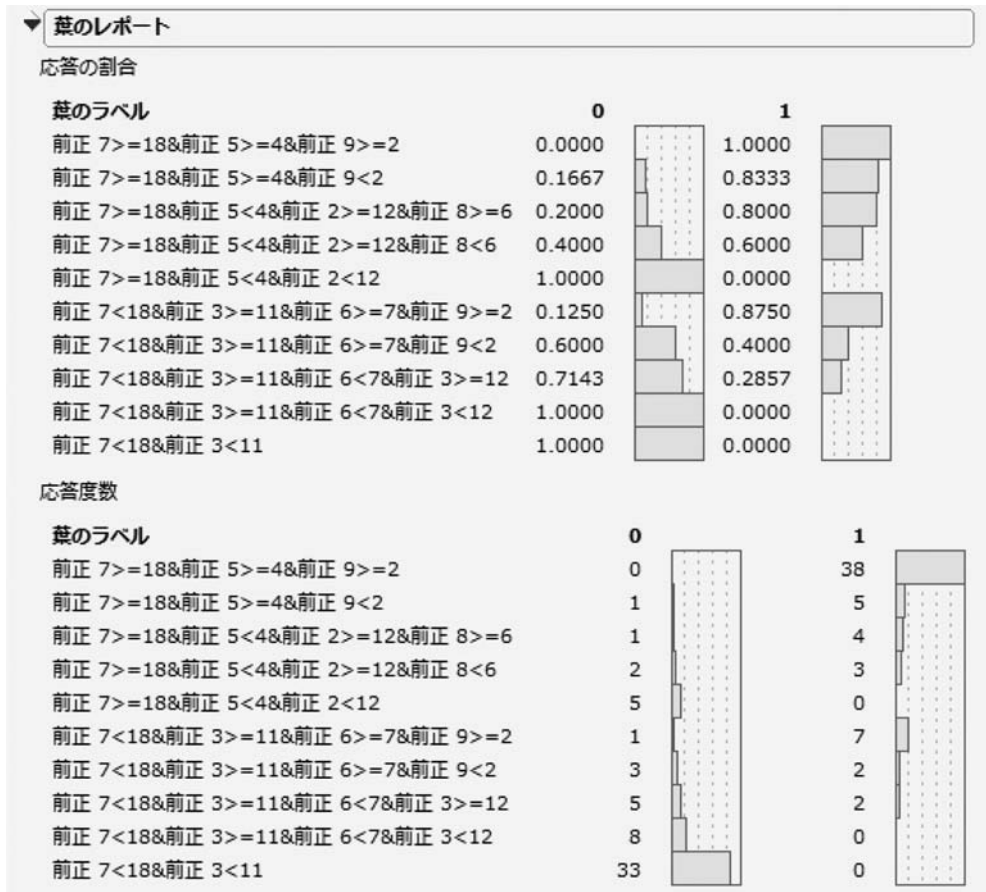 葉のレポート
応答の割合
葉のラベル 0 1
前正 7>=18&前正 5>=4&前正 9>=2 0.0000 1.0000
前正 7>=18&前正 5>=4&前正 9<2 0.1667 0.8333
前正 7>=18&前正 5<4&前正 2>=12&前正 8>=6 0.2000 0.8000
前正 7>=18&前正 5<4&前正 2>=12&前正 8<6 0.4000 0.6000
前正 7>=18&前正 5<4&前正 2<12 1.0000 0.0000
前正 7<18&前正 3>=11&前正 6>=7&前正 9>=2 0.1250 0.8750
前正 7<18&前正 3>=11&前正 6>=7&前正 9<2 0.6000 0.4000
前正 7<18&前正 3>=11&前正 6<7&前正 3>=12 0.7143 0.2857
前正 7<18&前正 3>=11&前正 6<7&前正 3<12 1.0000 0.0000
前正 7<18&前正 3<11 1.0000 0.0000
応答度数
葉のラベル 0 1
前正 7>=18&前正 5>=4&前正 9>=2 0 38
前正 7>=18&前正 5>=4&前正 9<2 1 5
前正 7>=18&前正 5<4&前正 2>=12&前正 8>=6 1 4
前正 7>=18&前正 5<4&前正 2>=12&前正 8<6 2 3
前正 7>=18&前正 5<4&前正 2<12 5 0
前正 7<18&前正 3>=11&前正 6>=7&前正 9>=2 1 7
前正 7<18&前正 3>=11&前正 6>=7&前正 9<2 3 2
前正 7<18&前正 3>=11&前正 6<7&前正 3>=12 5 2
前正 7<18&前正 3>=11&前正 6<7&前正 3<12 8 0
前正 7<18&前正 3<11 33 0